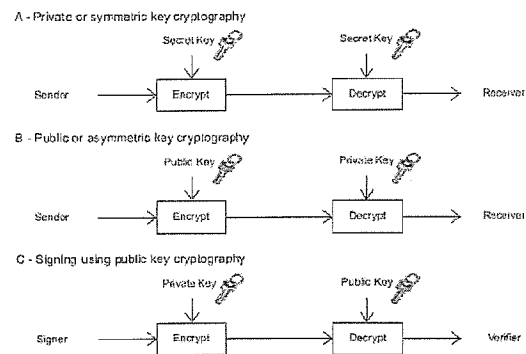 A - Private or symmetric key cryptography
Secret Key Secret Key
Sender Encrypt Decrypt Receiver
B - Public or asymmetric key cryptography
Public Key Private Key
Sender Encrypt Decrypt Receiver
C - Signing using public key cryptography
Private Key Public Key
Signer Encrypt Decrypt Verifier